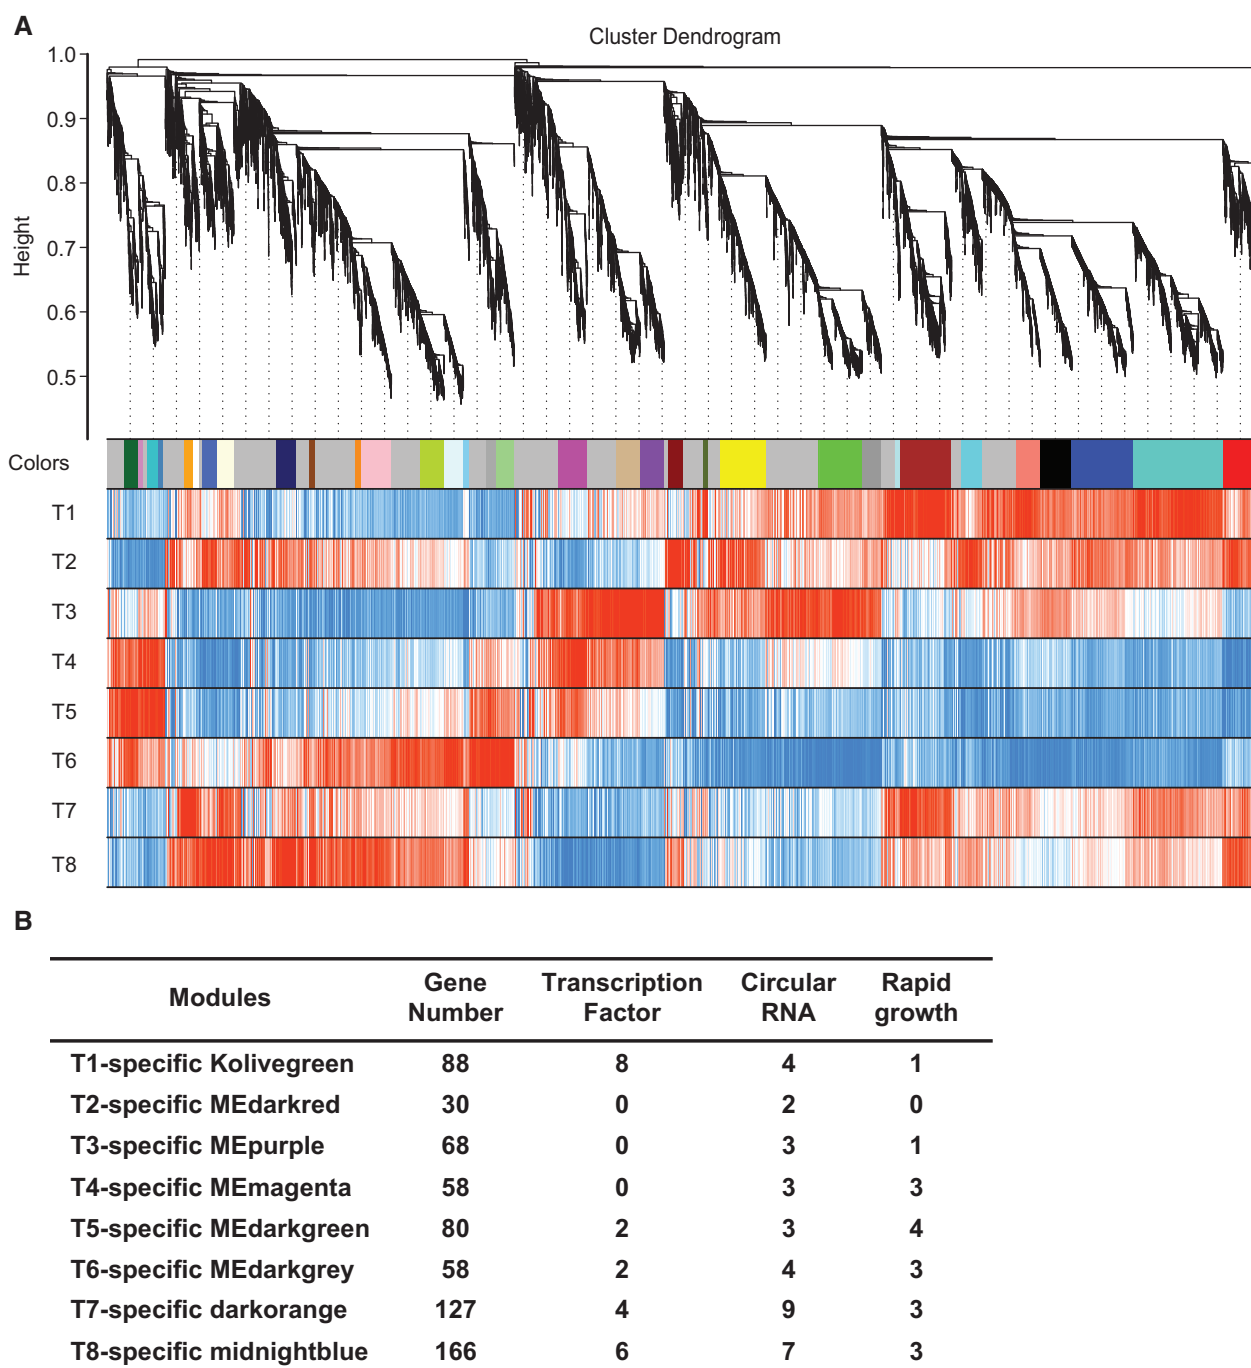 A
Cluster Dendrogram
1.0
0.9
0.8
0.7
0.6
0.5
Height
Colors
T1
T2
T3
T4
T5
T6
T7
T8
B
Modules Gene Number Transcription Factor Circular RNA Rapid growth
T1-specific Kolivegreen 88 8 4 1
T2-specific MEdarkred 30 0 2 0
T3-specific MEpurple 68 0 3 1
T4-specific MEmagenta 58 0 3 3
T5-specific MEdarkgreen 80 2 3 4
T6-specific MEdarkgrey 58 2 4 3
T7-specific darkorange 127 4 9 3
T8-specific midnightblue 166 6 7 3